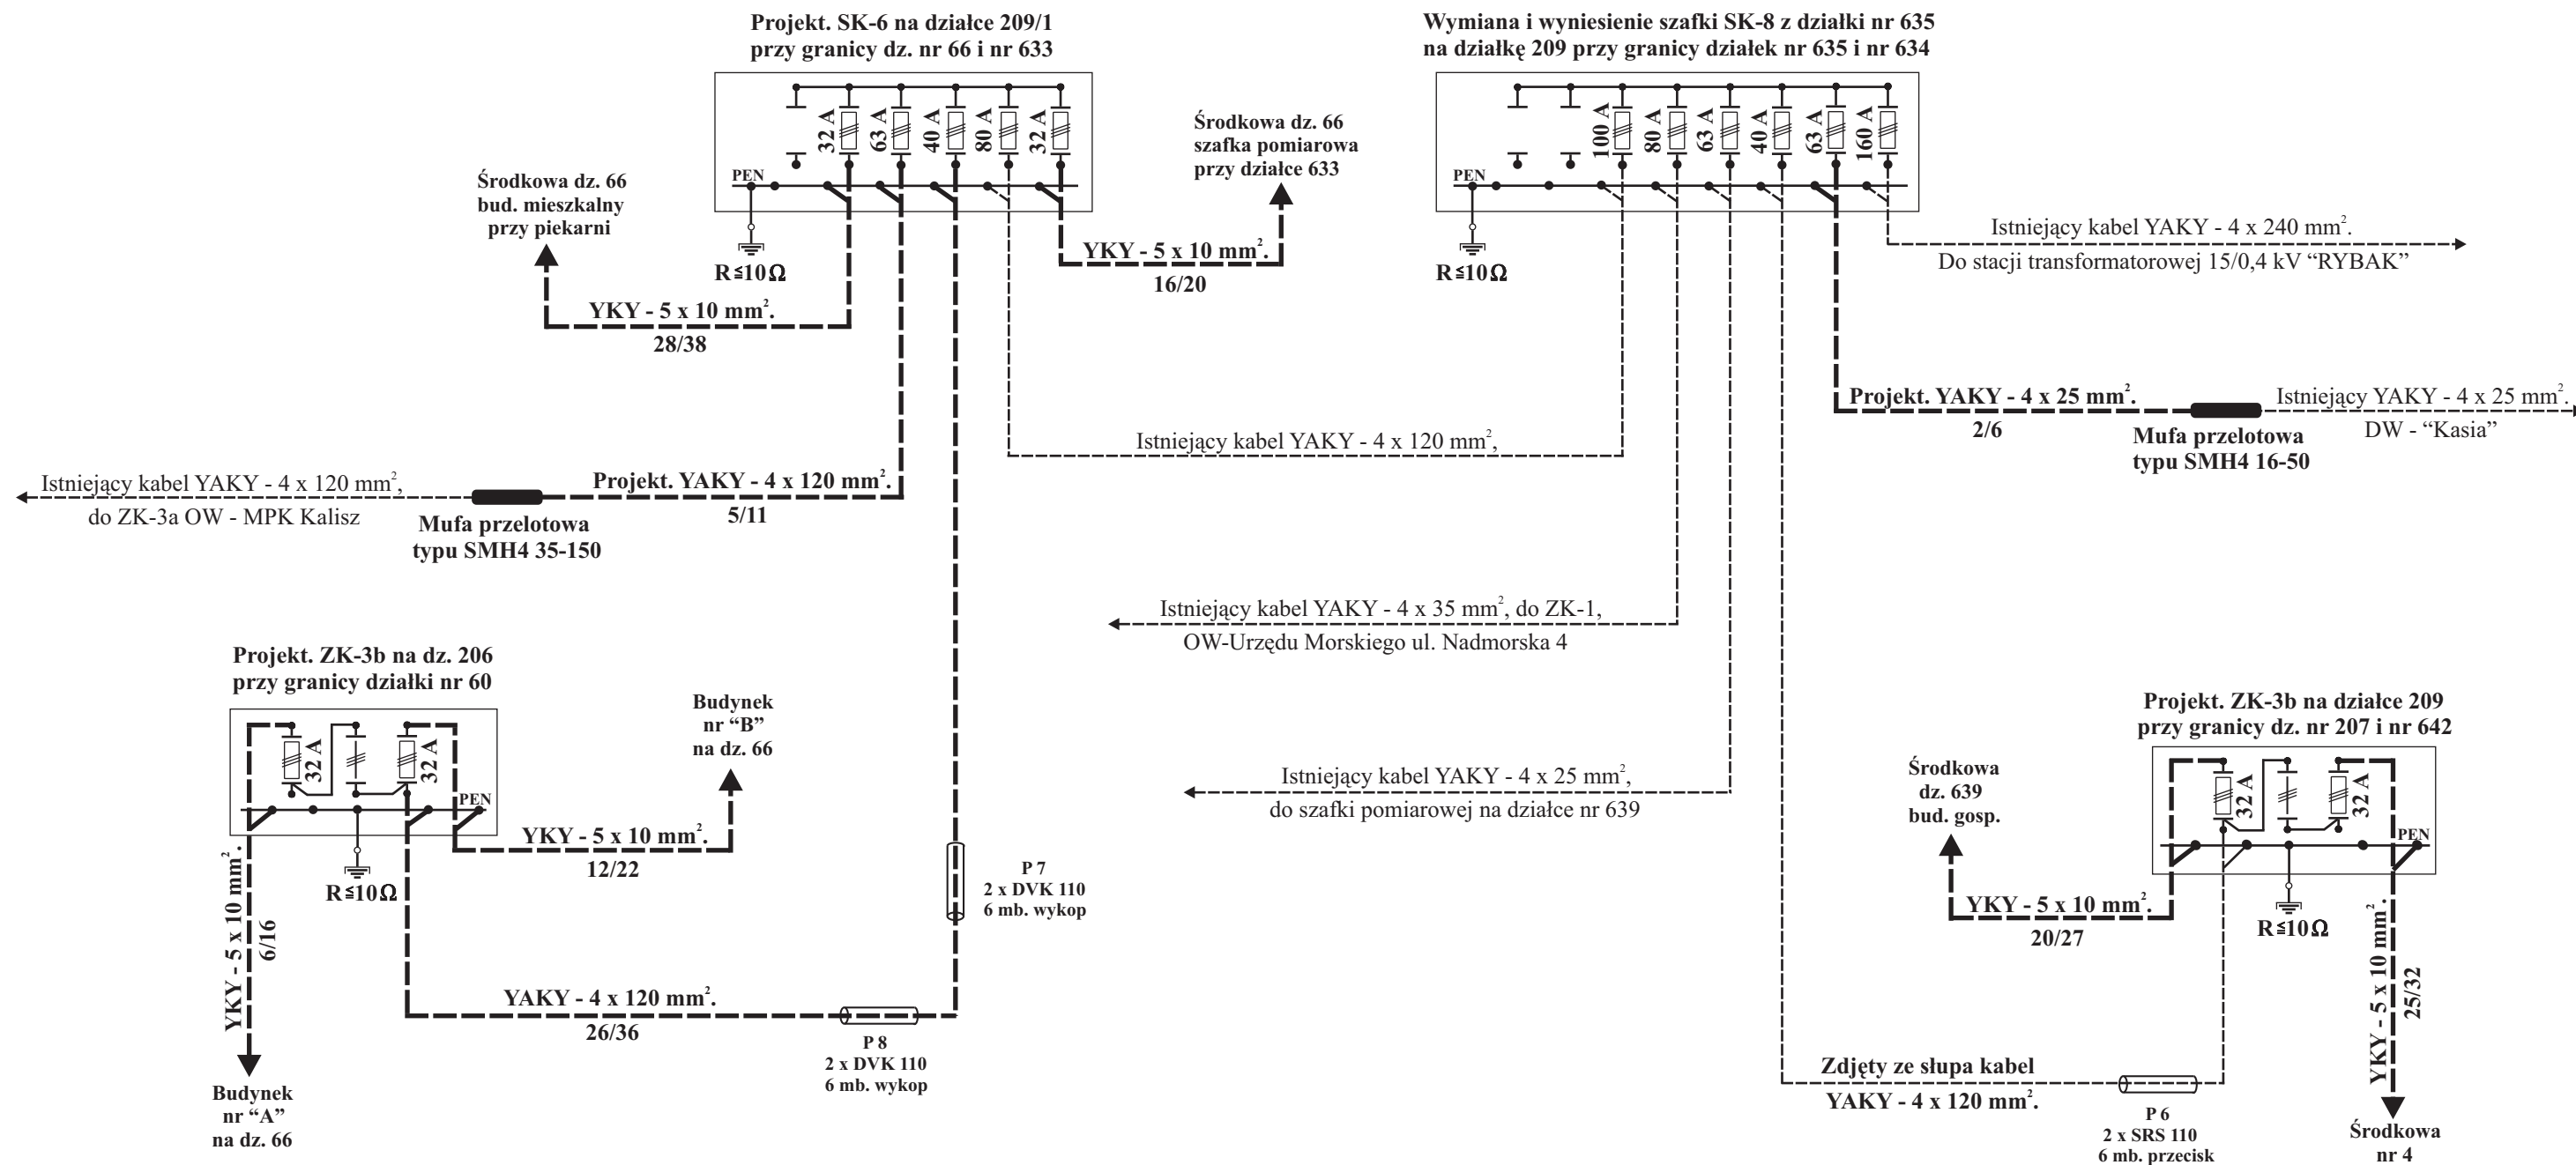 Projekt. SK-6 na działce 209/1
przy granicy dz. nr 66 i nr 633
32 A
63 A
40 A
80 A
32 A
PEN
R≦10Ω
Środkowa dz. 66
bud. mieszkalny
przy piekarni
YKY - 5 x 10 mm².
28/38
Środkowa dz. 66
szafka pomiarowa
przy działce 633
YKY - 5 x 10 mm².
16/20
Wymiana i wyniesienie szafki SK-8 z działki nr 635
na działkę 209 przy granicy działek nr 635 i nr 634
100 A
80 A
63 A
40 A
63 A
160 A
PEN
R≦10Ω
Istniejący kabel YAKY - 4 x 240 mm².
Do stacji transformatorowej 15/0,4 kV “RYBAK”
Projekt. YAKY - 4 x 25 mm².
2/6
Mufa przelotowa
typu SMH4 16-50
Istniejący YAKY - 4 x 25 mm².
DW - “Kasia”
Istniejący kabel YAKY - 4 x 120 mm²,
Istniejący kabel YAKY - 4 x 120 mm²,
do ZK-3a OW - MPK Kalisz
Mufa przelotowa
typu SMH4 35-150
Projekt. YAKY - 4 x 120 mm².
5/11
Istniejący kabel YAKY - 4 x 35 mm², do ZK-1,
OW-Urzędu Morskiego ul. Nadmorska 4
Istniejący kabel YAKY - 4 x 25 mm²,
do szafki pomiarowej na działce nr 639
Projekt. ZK-3b na dz. 206
przy granicy działki nr 60
32 A
32 A
PEN
R≦10Ω
YKY - 5 x 10 mm².
6/16
Budynek
nr “A”
na dz. 66
Budynek
nr “B”
na dz. 66
YKY - 5 x 10 mm².
12/22
YAKY - 4 x 120 mm².
26/36
P 7
2 x DVK 110
6 mb. wykop
P 8
2 x DVK 110
6 mb. wykop
Projekt. ZK-3b na działce 209
przy granicy dz. nr 207 i nr 642
32 A
32 A
PEN
R≦10Ω
Środkowa
dz. 639
bud. gosp.
YKY - 5 x 10 mm².
20/27
YKY - 5 x 10 mm².
25/32
Środkowa
nr 4
Zdjęty ze słupa kabel
YAKY - 4 x 120 mm².
P 6
2 x SRS 110
6 mb. przecisk